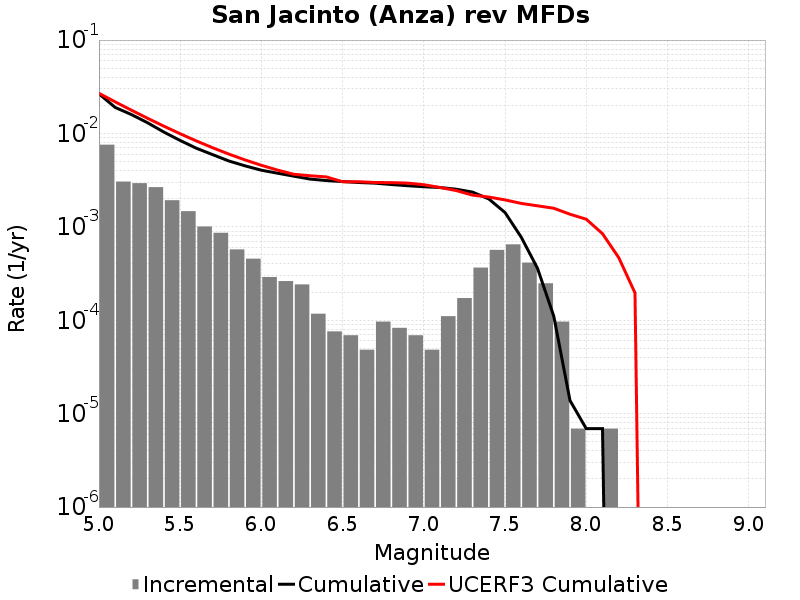 San Jacinto (Anza) rev MFDs
10-1
10-2
10-3
10-4
10-5
10-6
Rate (1/yr)
5.0 5.5 6.0 6.5 7.0 7.5 8.0 8.5 9.0
Magnitude
Incremental Cumulative UCERF3 Cumulative